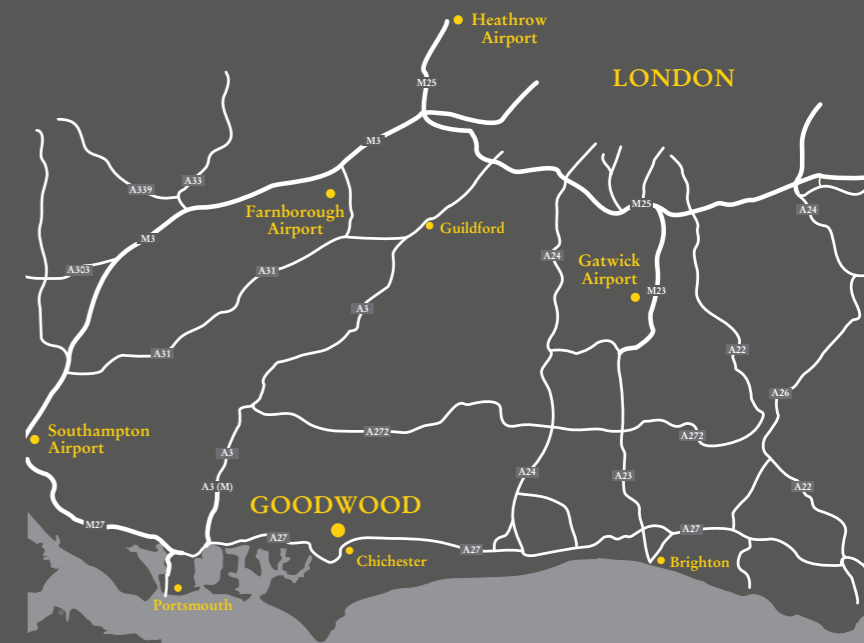 Heathrow
Airport
LONDON
M25
M3
A339
A33
Farnborough
Airport
Guildford
M25
A24
M3
A303
A31
A24
Gatwick
Airport
M23
A3
A31
A22
A26
Southampton
Airport
A272
A272
A3
A24
A23
A3 (M)
A22
GOODWOOD
M27
A27
A27
A27
Chichester
Brighton
Portsmouth